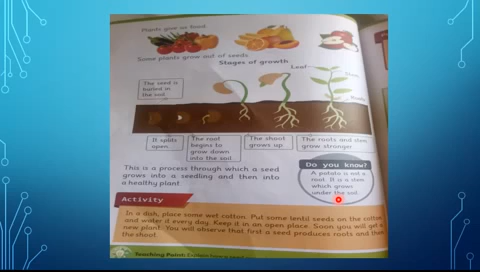 Plants give us food.
Some plants grow out of seeds.
Stages of growth
Leaf
Stem
Roots
The seed is
buried in
the soil.
It splits
open.
The root
begins to
grow down
into the soil.
The shoot
grows up.
The roots and stem
grow stronger.
This is a process through which a seed
grows into a seedling and then into
a healthy plant.
Do you know?
A potato is not a
root. It is a stem
which grows
under the soil.
Activity
In a dish, place some wet cotton. Put some lentil seeds on the cotton
and water it every day. Keep it in an open place. Soon you will get a
new plant. You will observe that first a seed produces roots and then
the shoot.
Teaching Point: